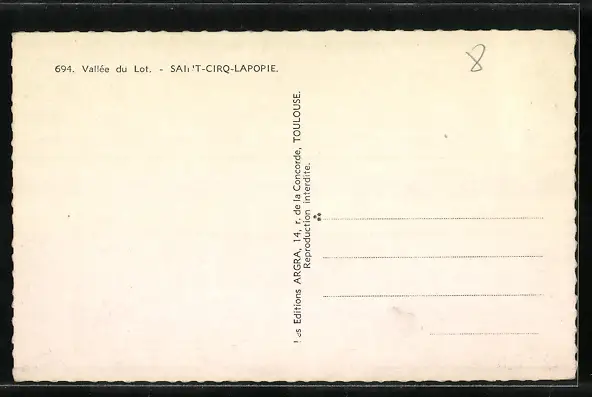 694. Vallée du Lot. - SAINT-CIRQ-LAPOPIE.
8
Les Editions ARGRA, 14, r. de la Concorde, TOULOUSE.
Reproduction interdite.